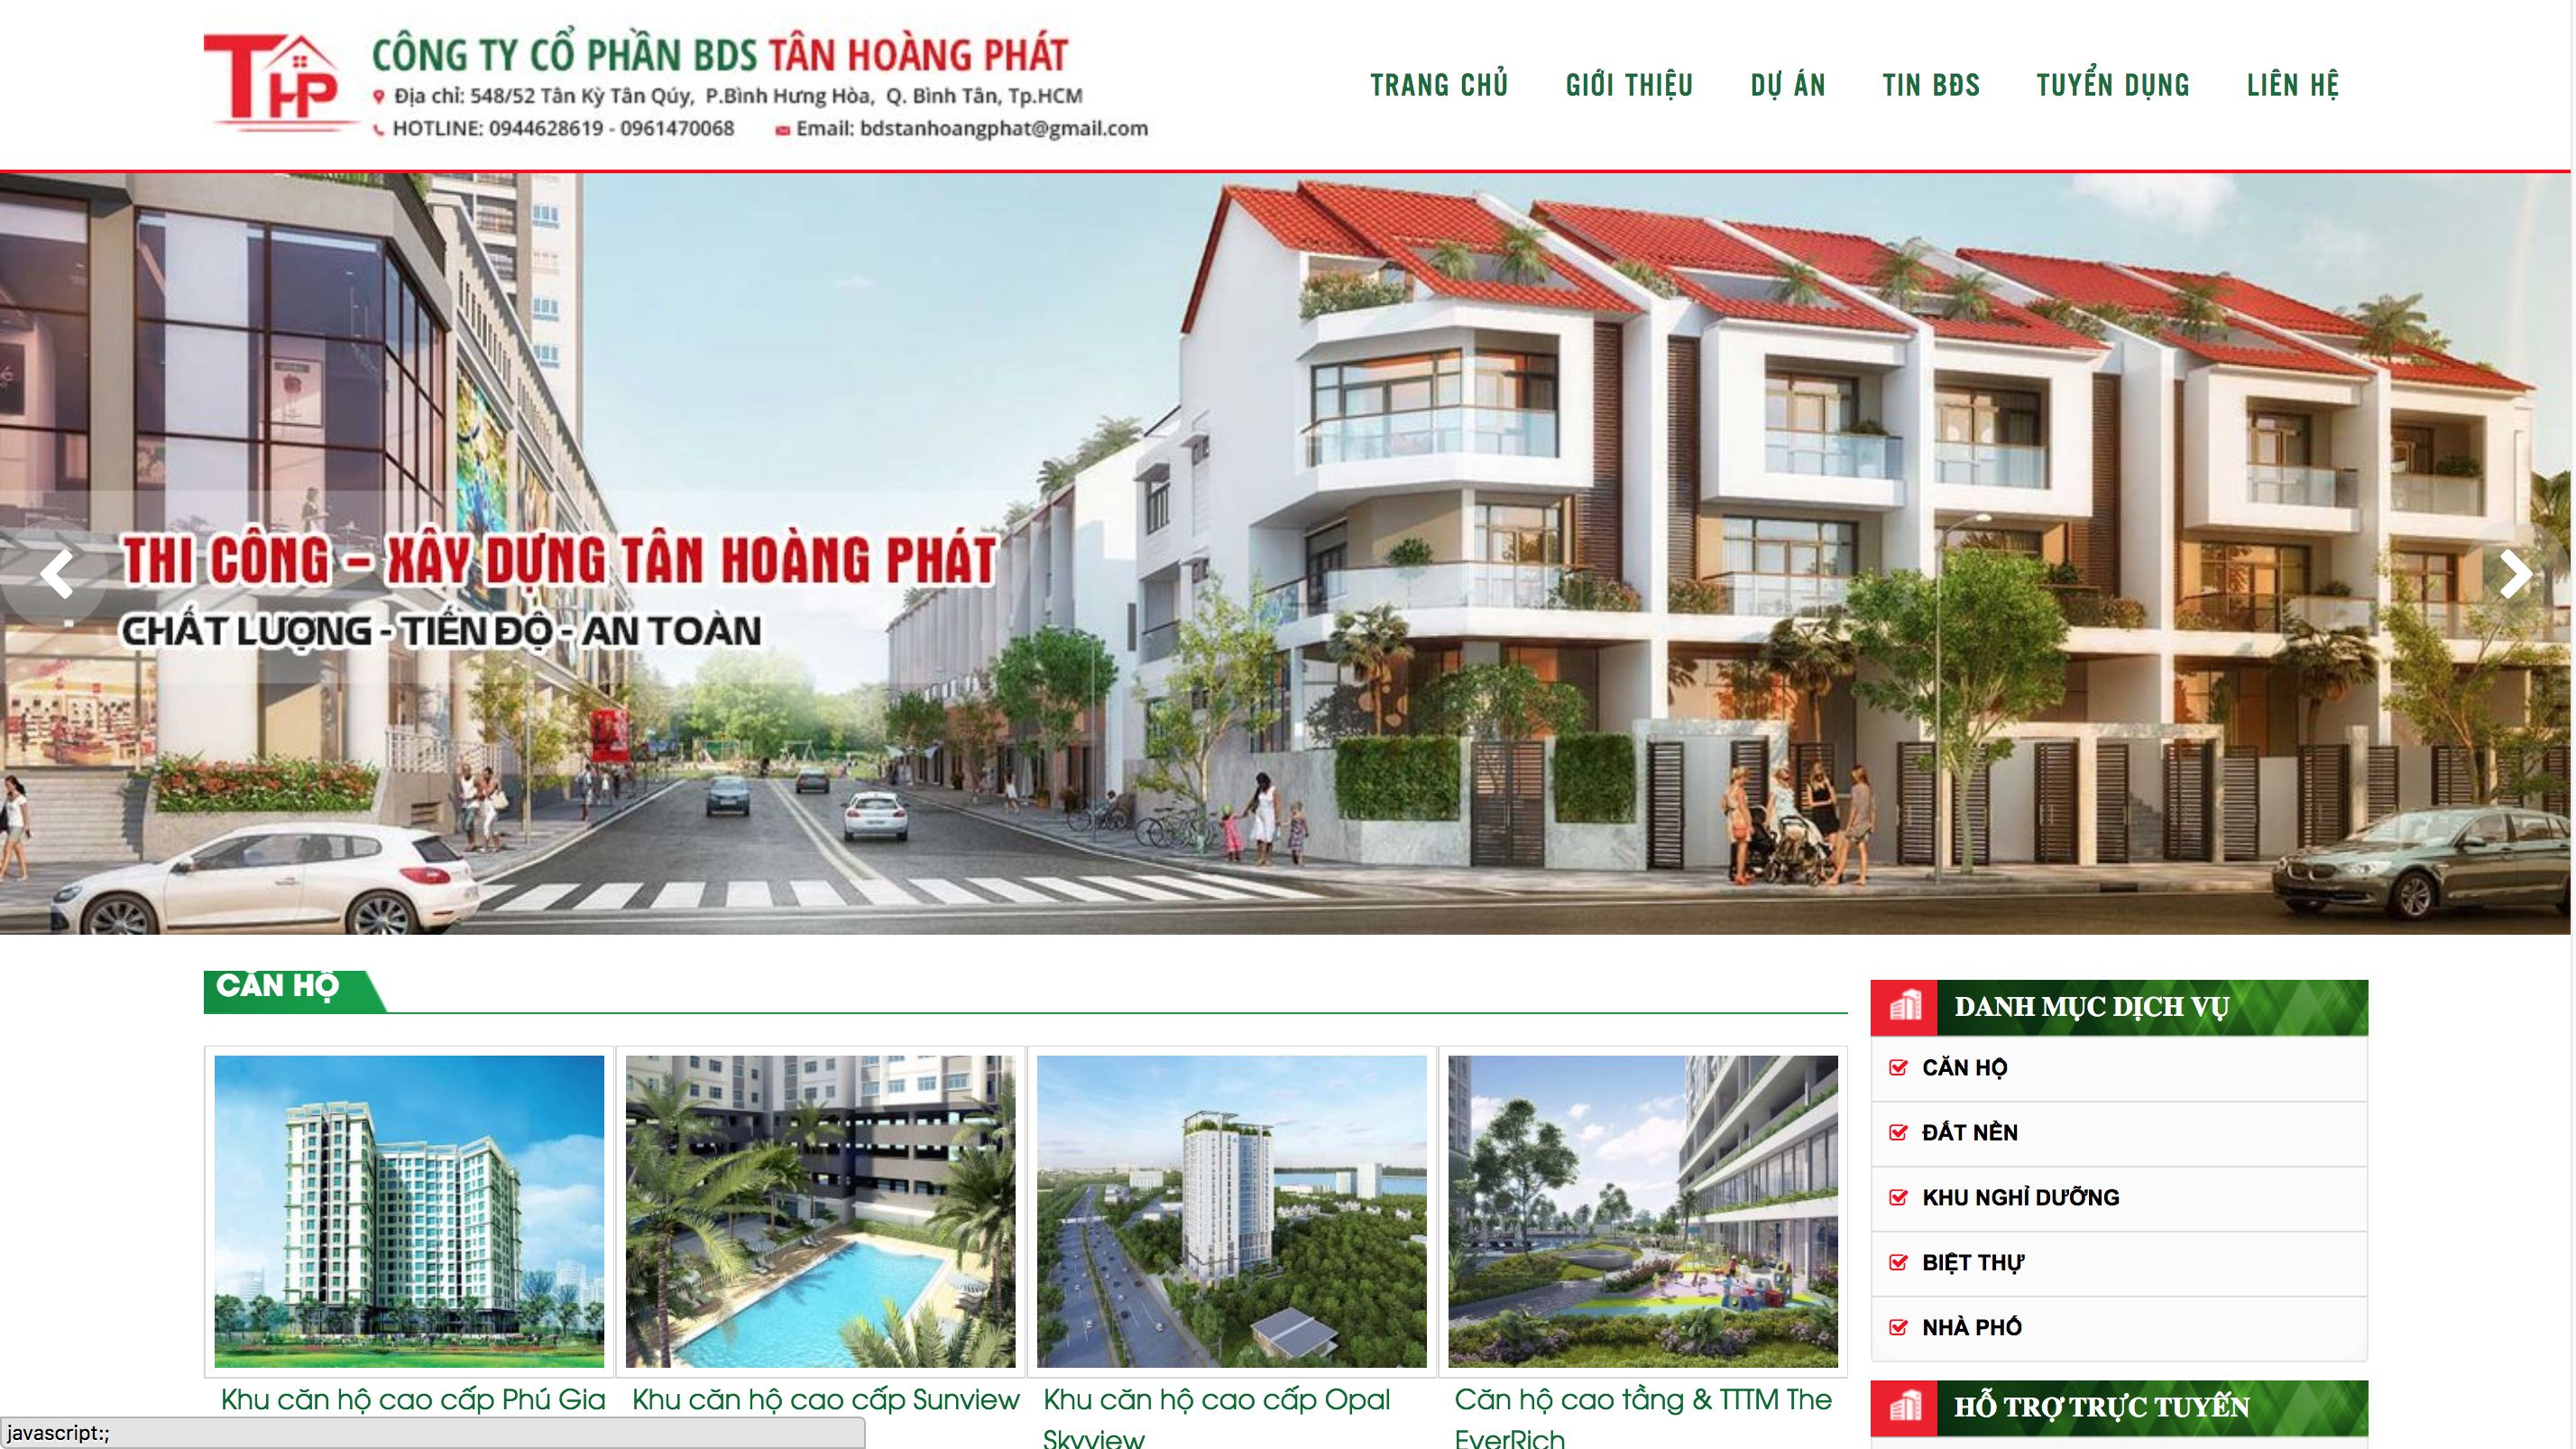 THP
CÔNG TY CỔ PHẦN BDS TÂN HOÀNG PHÁT
Địa chỉ: 548/52 Tân Kỳ Tân Qúy, P.Bình Hưng Hòa, Q. Bình Tân, Tp.HCM
HOTLINE: 0944628619 - 0961470068 Email: bdstanhoangphat@gmail.com
TRANG CHỦ GIỚI THIỆU DỰ ÁN TIN BĐS TUYỂN DỤNG LIÊN HỆ
THI CÔNG – XÂY DỰNG TÂN HOÀNG PHÁT
CHẤT LƯỢNG - TIẾN ĐỘ - AN TOÀN
CĂN HỘ
Khu căn hộ cao cấp Phú Gia
Khu căn hộ cao cấp Sunview
Khu căn hộ cao cấp Opal
Skyview
Căn hộ cao tầng & TTTM The
EverRich
DANH MỤC DỊCH VỤ
CĂN HỘ
ĐẤT NỀN
KHU NGHỈ DƯỠNG
BIỆT THỰ
NHÀ PHỐ
HỖ TRỢ TRỰC TUYẾN
javascript:;